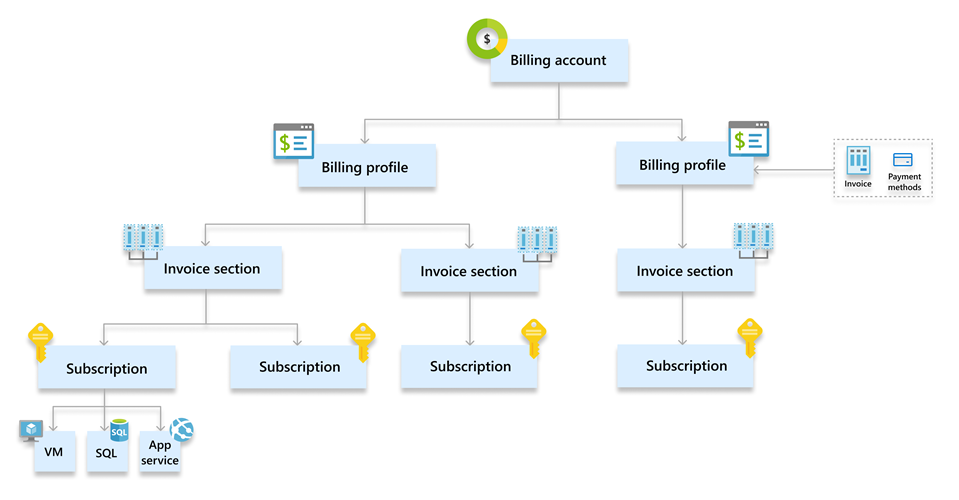 $
Billing account
$
$
Billing profile
Billing profile
Invoice
Payment
methods
Invoice section
Invoice section
Invoice section
Subscription
Subscription
Subscription
Subscription
SQL
VM
SQL
App
service